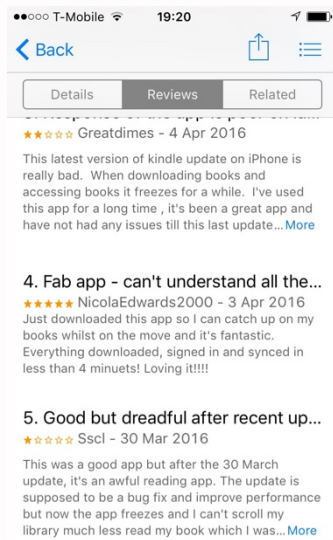 T-Mobile 19:20
Back
Details Reviews Related
Greatdimes - 4 Apr 2016
This latest version of kindle update on iPhone is
really bad. When downloading books and
accessing books it freezes for a while. I've used
this app for a long time , it's been a great app and
have not had any issues till this last update... More
4. Fab app - can't understand all the...
NicolaEdwards2000 - 3 Apr 2016
Just downloaded this app so I can catch up on my
books whilst on the move and it's fantastic.
Everything downloaded, signed in and synced in
less than 4 minuets! Loving it!!!!
5. Good but dreadful after recent up...
Sscl - 30 Mar 2016
This was a good app but after the 30 March
update, it's an awful reading app. The update is
supposed to be a bug fix and improve performance
but now the app freezes and I can't scroll my
library much less read my book which I was... More